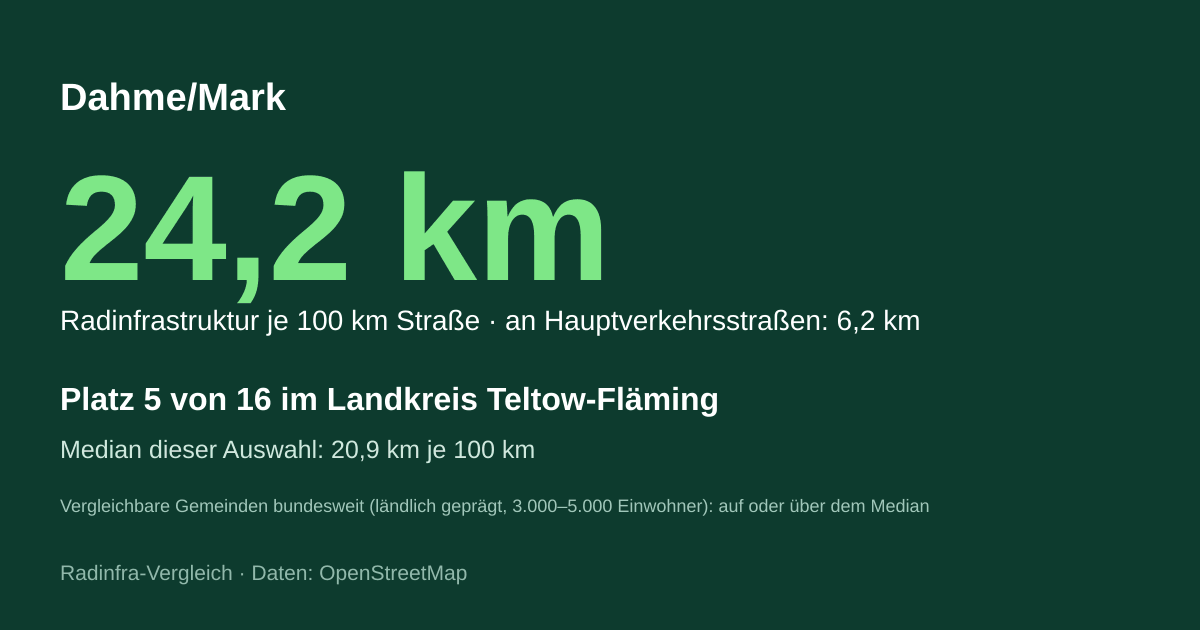 Dahme/Mark
24,2 km
Radinfrastruktur je 100 km Straße · an Hauptverkehrsstraßen: 6,2 km
Platz 5 von 16 im Landkreis Teltow-Fläming
Median dieser Auswahl: 20,9 km je 100 km
Vergleichbare Gemeinden bundesweit (ländlich geprägt, 3.000–5.000 Einwohner): auf oder über dem Median
Radinfra-Vergleich · Daten: OpenStreetMap